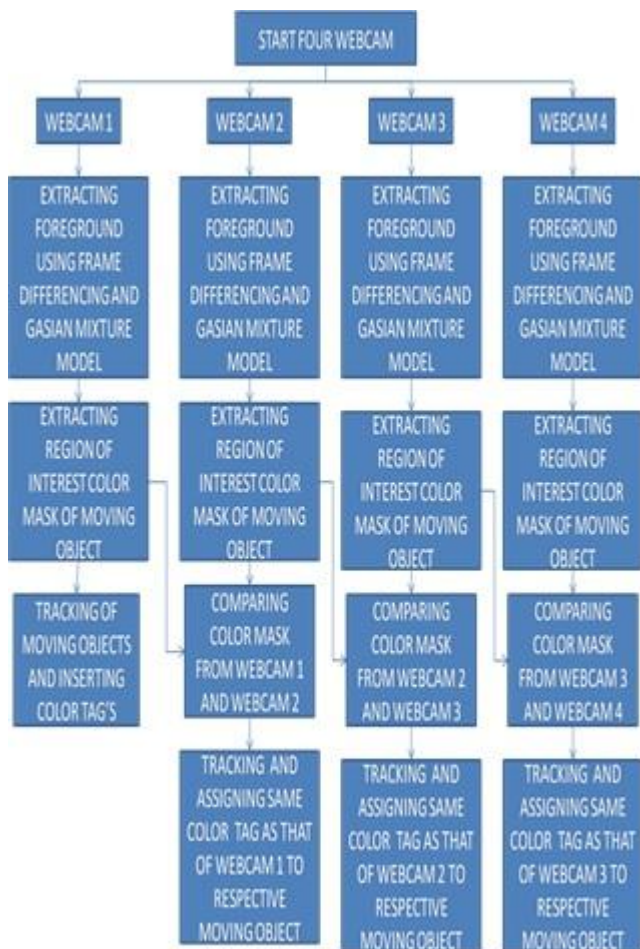 START FOUR WEBCAM
WEBCAM 1
EXTRACTING
FOREGROUND
USING FRAME
DIFFERENCING AND
GASIAN MIXTURE
MODEL
EXTRACTING
REGION OF
INTEREST COLOR
MASK OF MOVING
OBJECT
TRACKING OF
MOVING OBJECTS
AND INSERTING
COLOR TAG'S
WEBCAM 2
EXTRACTING
FOREGROUND
USING FRAME
DIFFERENCING AND
GASIAN MIXTURE
MODEL
EXTRACTING
REGION OF
INTEREST COLOR
MASK OF MOVING
OBJECT
COMPARING
COLOR MASK
FROM WEBCAM 1
AND WEBCAM 2
TRACKING AND
ASSIGNING SAME
COLOR TAG AS THAT
OF WEBCAM 1 TO
RESPECTIVE
MOVING OBJECT
WEBCAM 3
EXTRACTING
FOREGROUND
USING FRAME
DIFFERENCING AND
GASIAN MIXTURE
MODEL
EXTRACTING
REGION OF
INTEREST COLOR
MASK OF MOVING
OBJECT
COMPARING
COLOR MASK
FROM WEBCAM 2
AND WEBCAM 3
TRACKING AND
ASSIGNING SAME
COLOR TAG AS THAT
OF WEBCAM 2 TO
RESPECTIVE
MOVING OBJECT
WEBCAM 4
EXTRACTING
FOREGROUND
USING FRAME
DIFFERENCING AND
GASIAN MIXTURE
MODEL
EXTRACTING
REGION OF
INTEREST COLOR
MASK OF MOVING
OBJECT
COMPARING
COLOR MASK
FROM WEBCAM 3
AND WEBCAM 4
TRACKING AND
ASSIGNING SAME
COLOR TAG AS THAT
OF WEBCAM 3 TO
RESPECTIVE
MOVING OBJECT